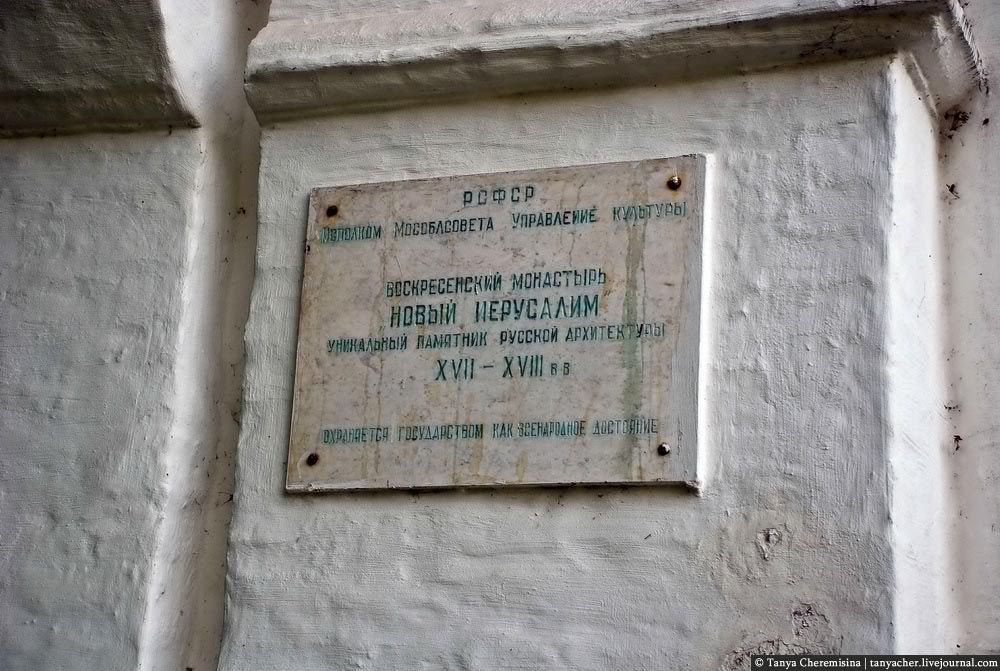 РСФСР
Исполком Мособлсовета Управление культуры
Воскресенский монастырь
Новый Иерусалим
уникальный памятник русской архитектуры
XVII – XVIII в в
охраняется государством как всенародное достояние
© Tanya Cheremisina | tanyacher.livejournal.com